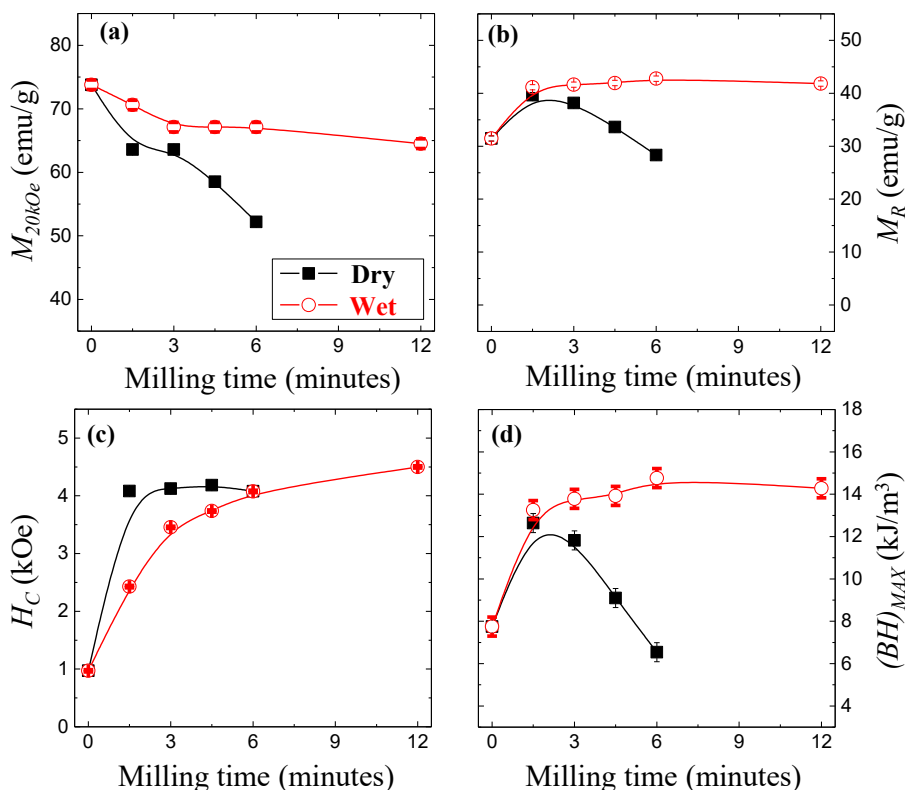 (a)
M20kOe (emu/g)
80
70
60
50
40
Dry
Wet
0 3 6 9 12
Milling time (minutes)
(b)
50
40
30
20
10
0
MR (emu/g)
0 3 6 9 12
Milling time (minutes)
(c)
HC (kOe)
5
4
3
2
1
0
0 3 6 9 12
Milling time (minutes)
(d)
18
16
14
12
10
8
6
4
(BH)MAX (kJ/m³)
0 3 6 9 12
Milling time (minutes)